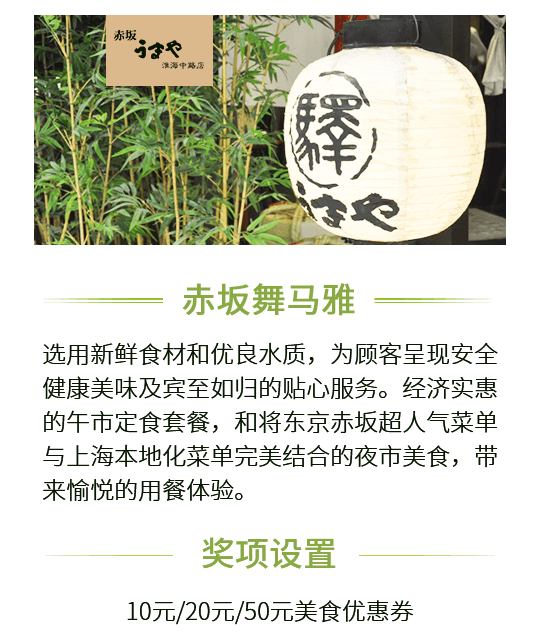 赤坂
うまや
淮海中路店
驛
うまや
赤坂舞马雅
选用新鲜食材和优良水质，为顾客呈现安全
健康美味及宾至如归的贴心服务。经济实惠
的午市定食套餐，和将东京赤坂超人气菜单
与上海本地化菜单完美结合的夜市美食，带
来愉悦的用餐体验。
奖项设置
10元/20元/50元美食优惠券